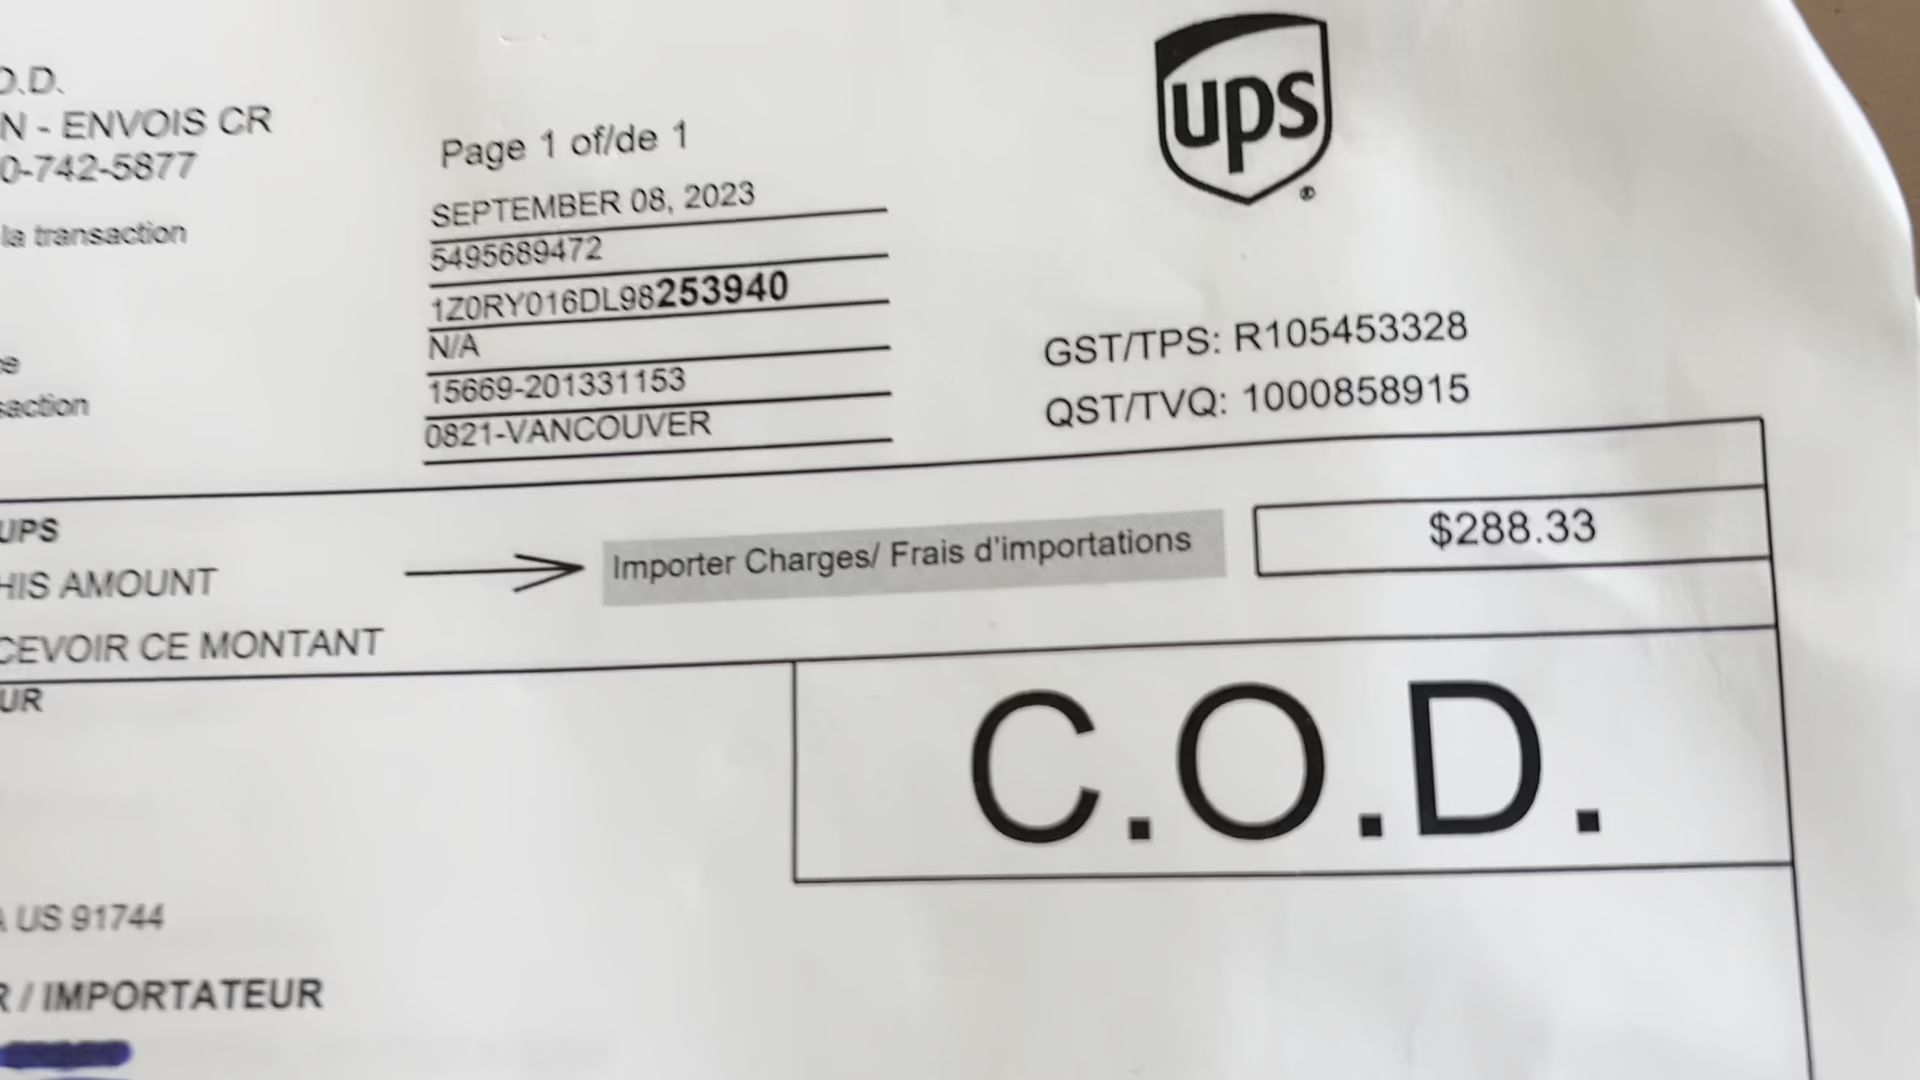 O.D.
N - ENVOIS CR
0-742-5877
la transaction
saction
Page 1 of/de 1
SEPTEMBER 08, 2023
5495689472
1Z0RY016DL98253940
N/A
15669-201331153
0821-VANCOUVER
ups
®
GST/TPS: R105453328
QST/TVQ: 1000858915
UPS
HIS AMOUNT
CEVOIR CE MONTANT
Importer Charges/ Frais d'importations
$288.33
UR
C.O.D.
A US 91744
R / IMPORTATEUR